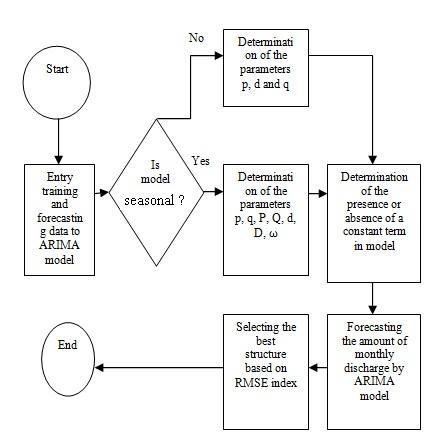 Start
Entry
training
and
forecastin
g data to
ARIMA
model
Is
model
seasonal ?
No
Yes
Determinati
on of the
parameters
p, d and q
Determinati
on of the
parameters
p, q, P, Q, d,
D, ω
Determination
of the
presence or
absence of a
constant term
in model
Forecasting
the amount of
monthly
discharge by
ARIMA
model
Selecting the
best
structure
based on
RMSE index
End